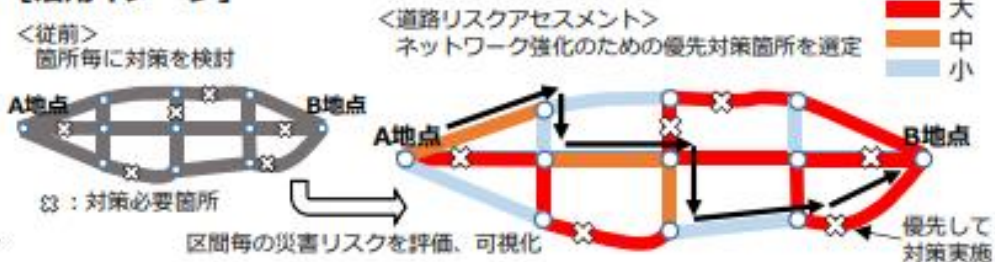 <従前>
箇所毎に対策を検討
A地点
B地点
：対策必要箇所
区間毎の災害リスクを評価、可視化
<道路リスクアセスメント>
ネットワーク強化のための優先対策箇所を選定
大
中
小
A地点
B地点
優先して
対策実施